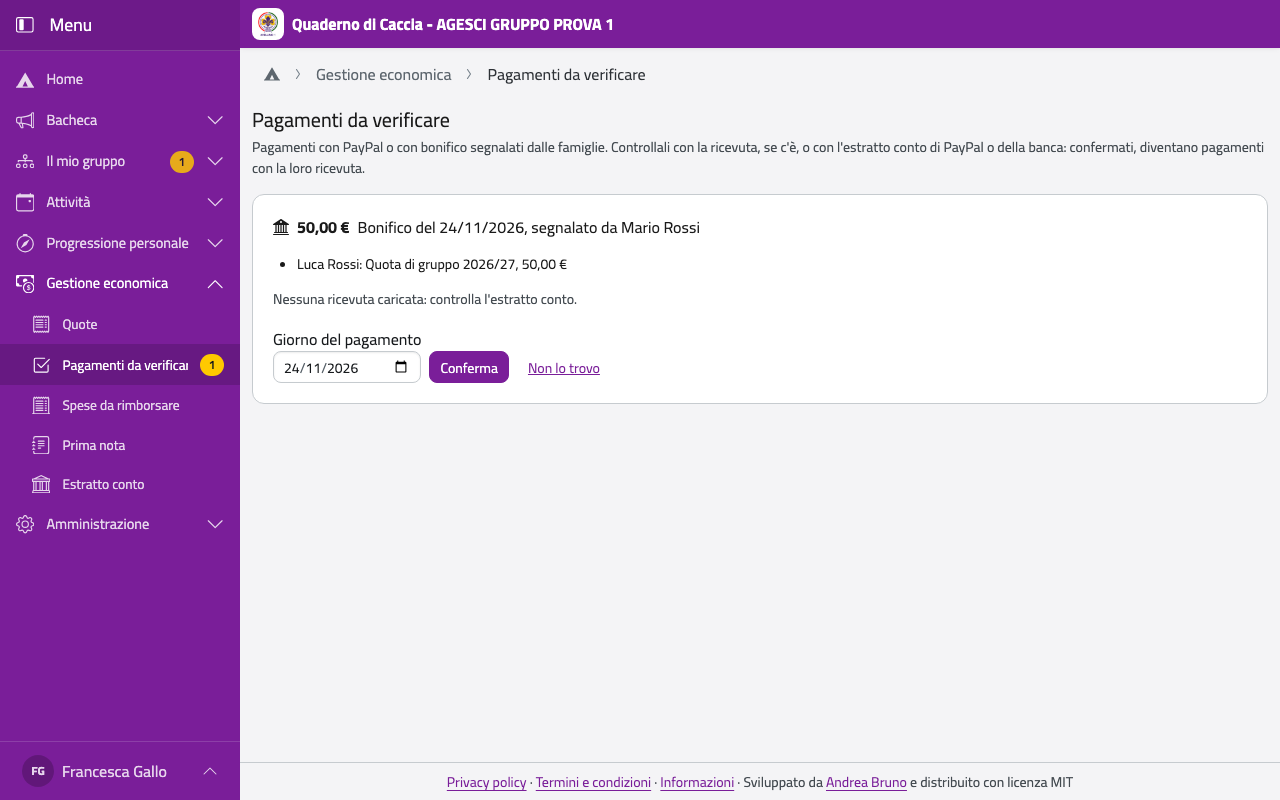 Menu
Quaderno di Caccia - AGESCI GRUPPO PROVA 1
Home
Bacheca
Il mio gruppo 1
Attività
Progressione personale
Gestione economica
Quote
Pagamenti da verificar 1
Spese da rimborsare
Prima nota
Estratto conto
Amministrazione
FG Francesca Gallo
Gestione economica Pagamenti da verificare
Pagamenti da verificare
Pagamenti con PayPal o con bonifico segnalati dalle famiglie. Controllali con la ricevuta, se c'è, o con l'estratto conto di PayPal o della banca: confermati, diventano pagamenti
con la loro ricevuta.
50,00 € Bonifico del 24/11/2026, segnalato da Mario Rossi
Luca Rossi: Quota di gruppo 2026/27, 50,00 €
Nessuna ricevuta caricata: controlla l'estratto conto.
Giorno del pagamento
24/11/2026 Conferma Non lo trovo
Privacy policy · Termini e condizioni · Informazioni · Sviluppato da Andrea Bruno e distribuito con licenza MIT